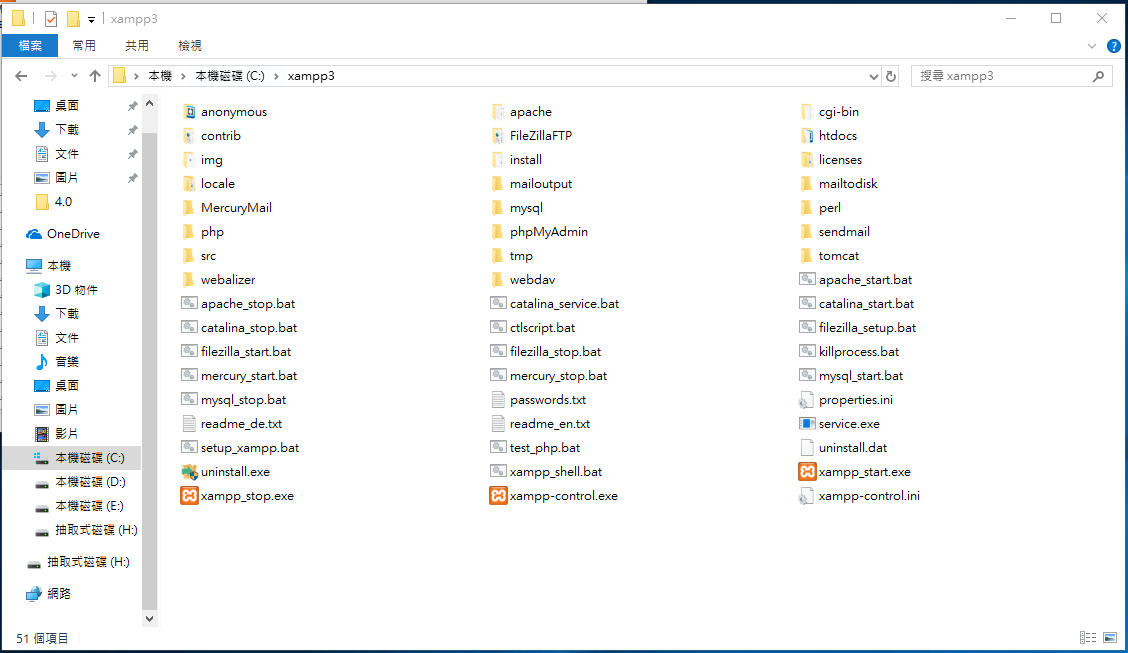 xampp3
檔案 常用 共用 檢視
本機 本機磁碟 (C:) xampp3 搜尋 xampp3
桌面
下載
文件
圖片
4.0
OneDrive
本機
3D 物件
下載
文件
音樂
桌面
圖片
影片
本機磁碟 (C:)
本機磁碟 (D:)
本機磁碟 (E:)
抽取式磁碟 (H:)
抽取式磁碟 (H:)
網路
anonymous apache cgi-bin
contrib FileZillaFTP htdocs
img install licenses
locale mailoutput mailtodisk
MercuryMail mysql perl
php phpMyAdmin sendmail
src tmp tomcat
webalizer webdav apache_start.bat
apache_stop.bat catalina_service.bat catalina_start.bat
catalina_stop.bat ctlscript.bat filezilla_setup.bat
filezilla_start.bat filezilla_stop.bat killprocess.bat
mercury_start.bat mercury_stop.bat mysql_start.bat
mysql_stop.bat passwords.txt properties.ini
readme_de.txt readme_en.txt service.exe
setup_xampp.bat test_php.bat uninstall.dat
uninstall.exe xampp_shell.bat xampp_start.exe
xampp_stop.exe xampp-control.exe xampp-control.ini
51 個項目